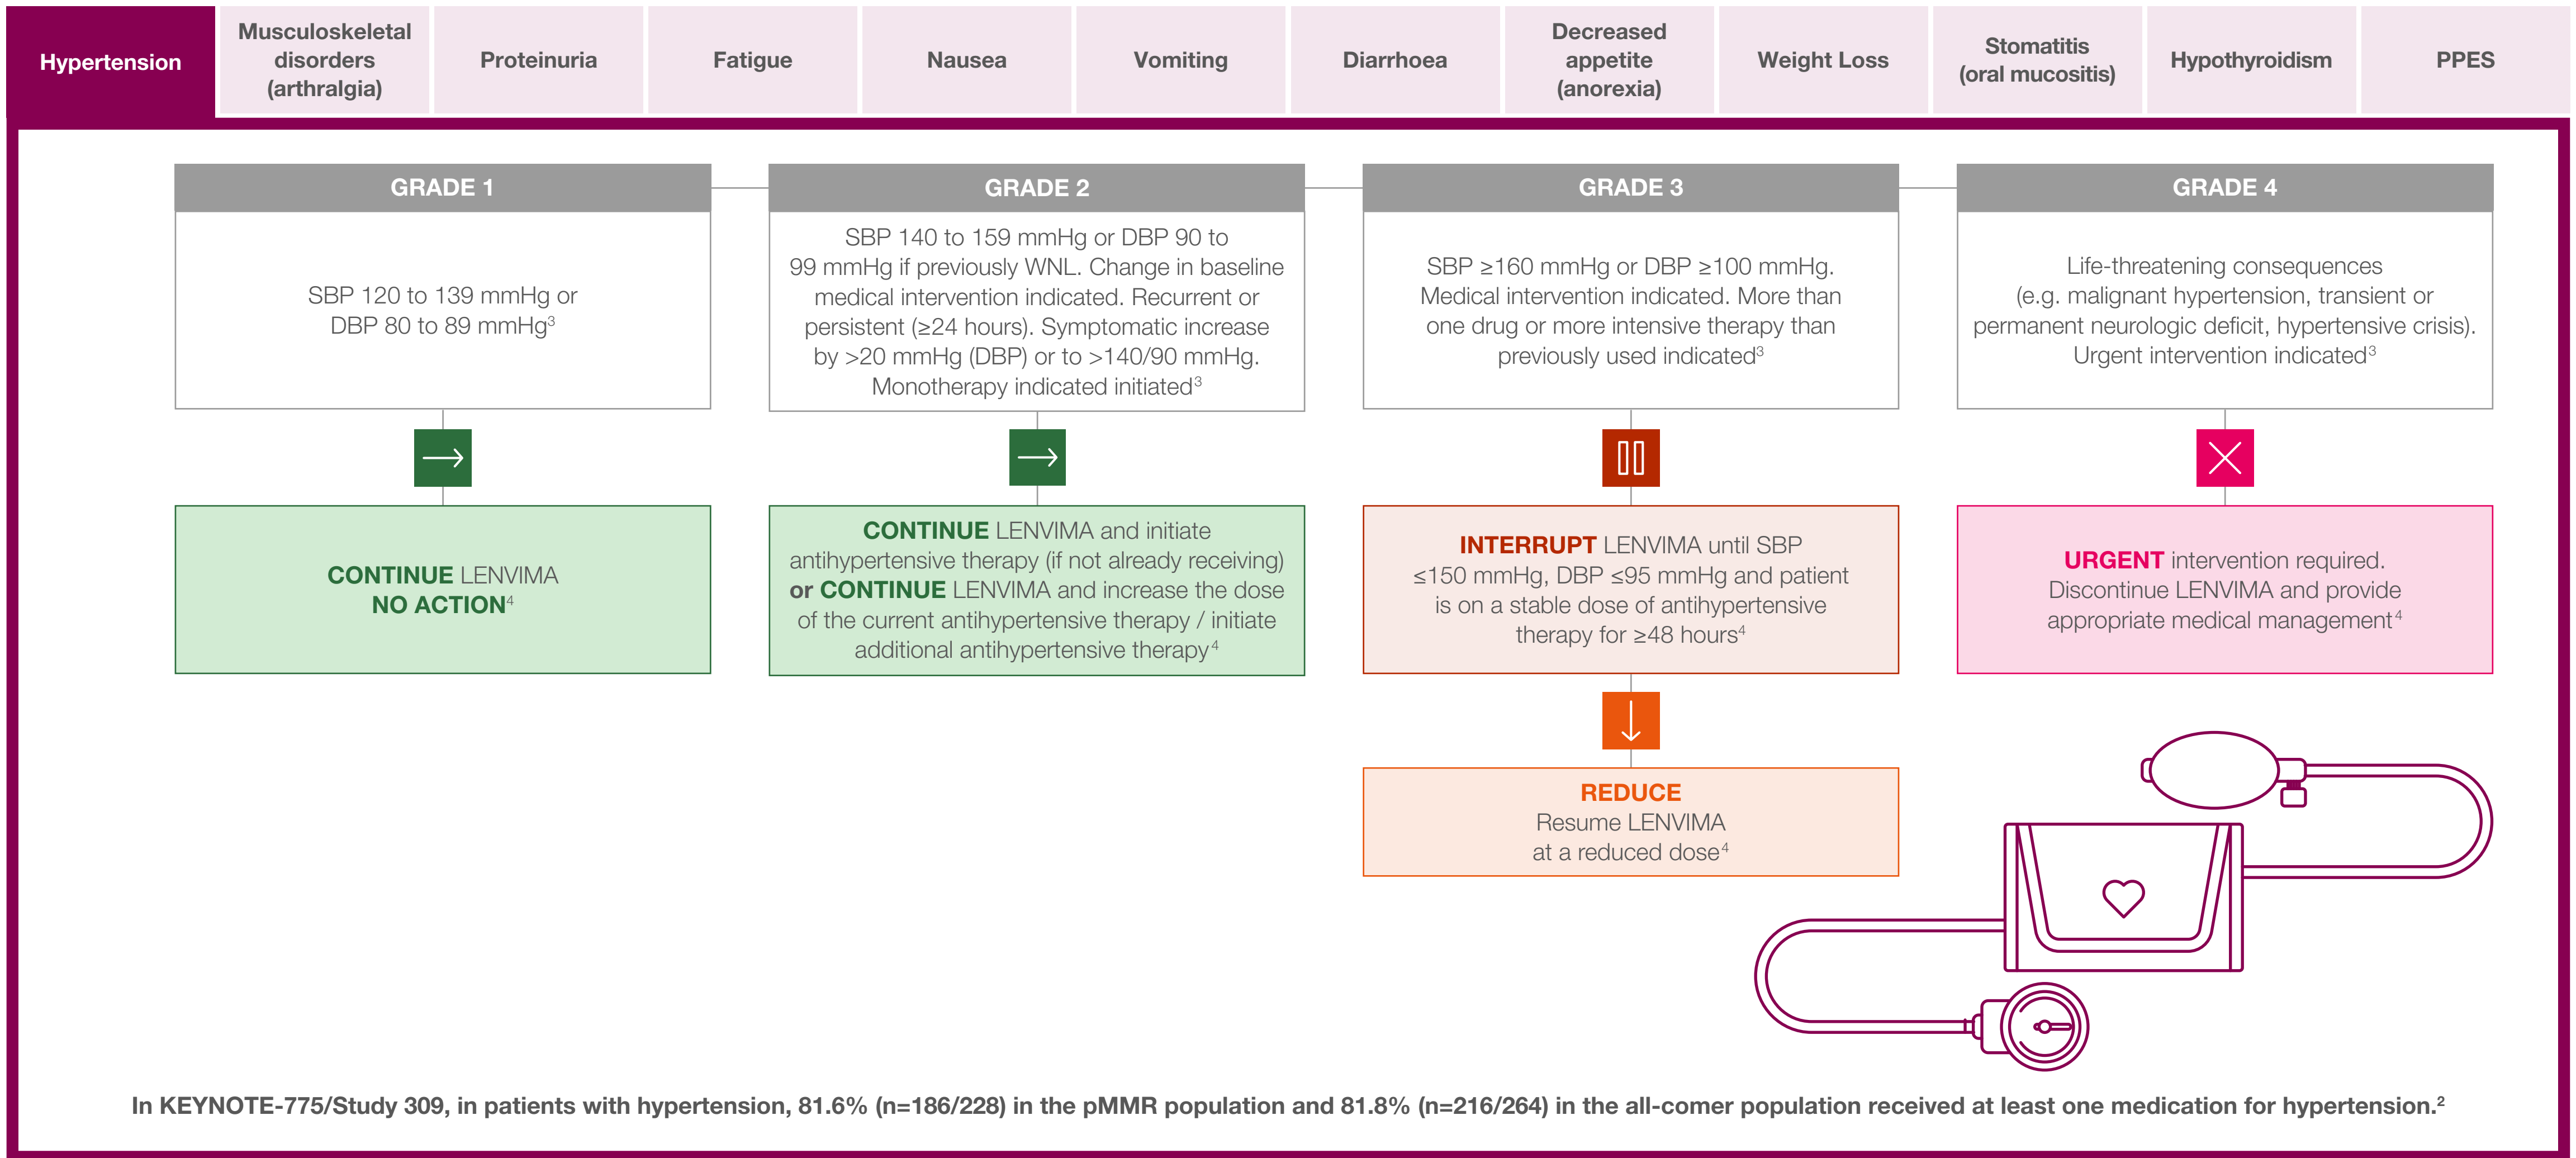 Hypertension
Musculoskeletal
disorders
(arthralgia)
Proteinuria
Fatigue
Nausea
Vomiting
Diarrhoea
Decreased
appetite
(anorexia)
Weight Loss
Stomatitis
(oral mucositis)
Hypothyroidism
PPES
GRADE 1
SBP 120 to 139 mmHg or
DBP 80 to 89 mmHg³
CONTINUE LENVIMA
NO ACTION⁴
GRADE 2
SBP 140 to 159 mmHg or DBP 90 to
99 mmHg if previously WNL. Change in baseline
medical intervention indicated. Recurrent or
persistent (≥24 hours). Symptomatic increase
by >20 mmHg (DBP) or to >140/90 mmHg.
Monotherapy indicated initiated³
CONTINUE LENVIMA and initiate
antihypertensive therapy (if not already receiving)
or CONTINUE LENVIMA and increase the dose
of the current antihypertensive therapy / initiate
additional antihypertensive therapy⁴
GRADE 3
SBP ≥160 mmHg or DBP ≥100 mmHg.
Medical intervention indicated. More than
one drug or more intensive therapy than
previously used indicated³
INTERRUPT LENVIMA until SBP
≤150 mmHg, DBP ≤95 mmHg and patient
is on a stable dose of antihypertensive
therapy for ≥48 hours⁴
REDUCE
Resume LENVIMA
at a reduced dose⁴
GRADE 4
Life-threatening consequences
(e.g. malignant hypertension, transient or
permanent neurologic deficit, hypertensive crisis).
Urgent intervention indicated³
URGENT intervention required.
Discontinue LENVIMA and provide
appropriate medical management⁴
In KEYNOTE-775/Study 309, in patients with hypertension, 81.6% (n=186/228) in the pMMR population and 81.8% (n=216/264) in the all-comer population received at least one medication for hypertension.²